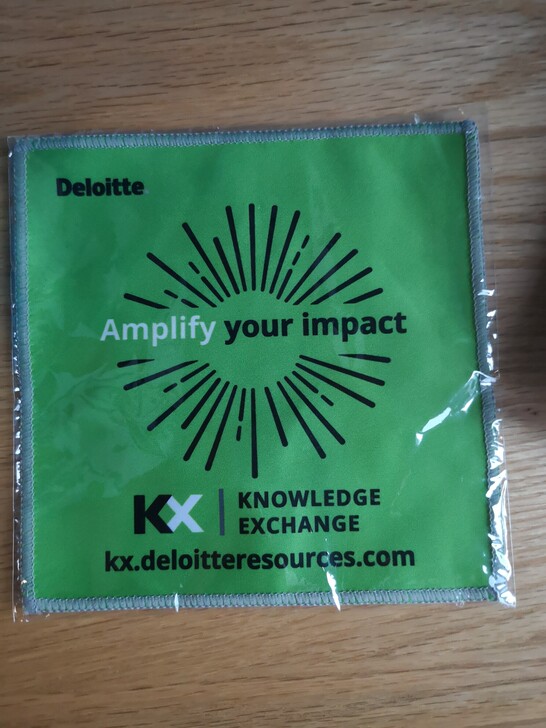 Deloitte
Amplify your impact
KX | KNOWLEDGE
EXCHANGE
kx.deloitteresources.com